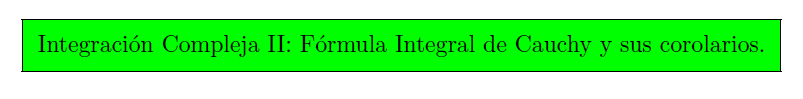 Integración Compleja II: Fórmula Integral de Cauchy y sus corolarios.